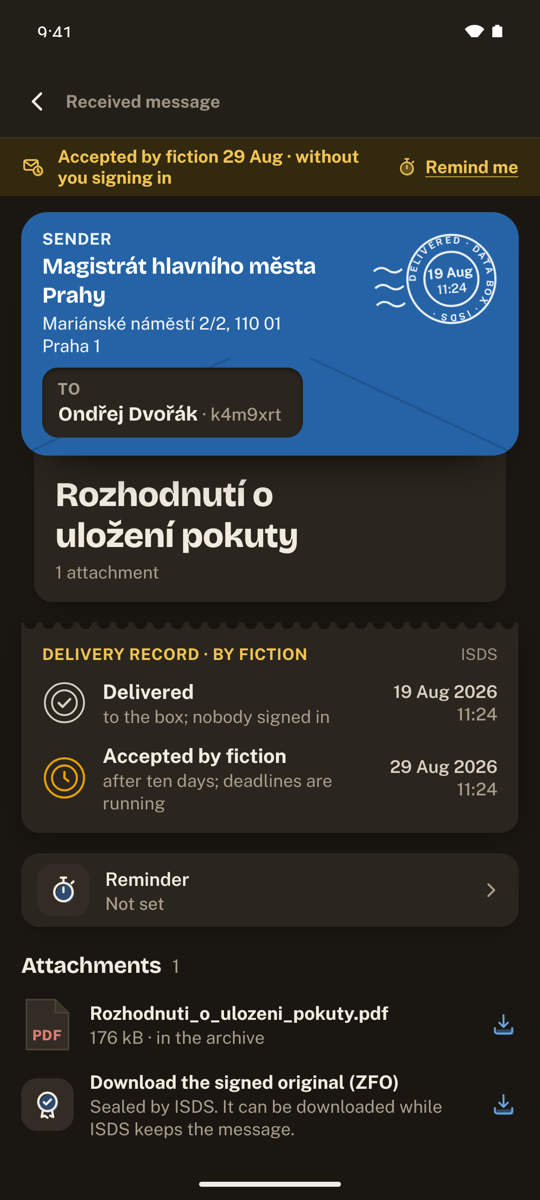 9:41
Received message
Accepted by fiction 29 Aug · without
you signing in
Remind me
SENDER
Magistrát hlavního města
Prahy
Mariánské náměstí 2/2, 110 01
Praha 1
DELIVERED · DATA BOX · ISDS ·
19 Aug
11:24
TO
Ondřej Dvořák · k4m9xrt
Rozhodnutí o
uložení pokuty
1 attachment
DELIVERY RECORD · BY FICTION
ISDS
Delivered
to the box; nobody signed in
19 Aug 2026
11:24
Accepted by fiction
after ten days; deadlines are
running
29 Aug 2026
11:24
Reminder
Not set
Attachments 1
PDF
Rozhodnuti_o_ulozeni_pokuty.pdf
176 kB · in the archive
Download the signed original (ZFO)
Sealed by ISDS. It can be downloaded while
ISDS keeps the message.